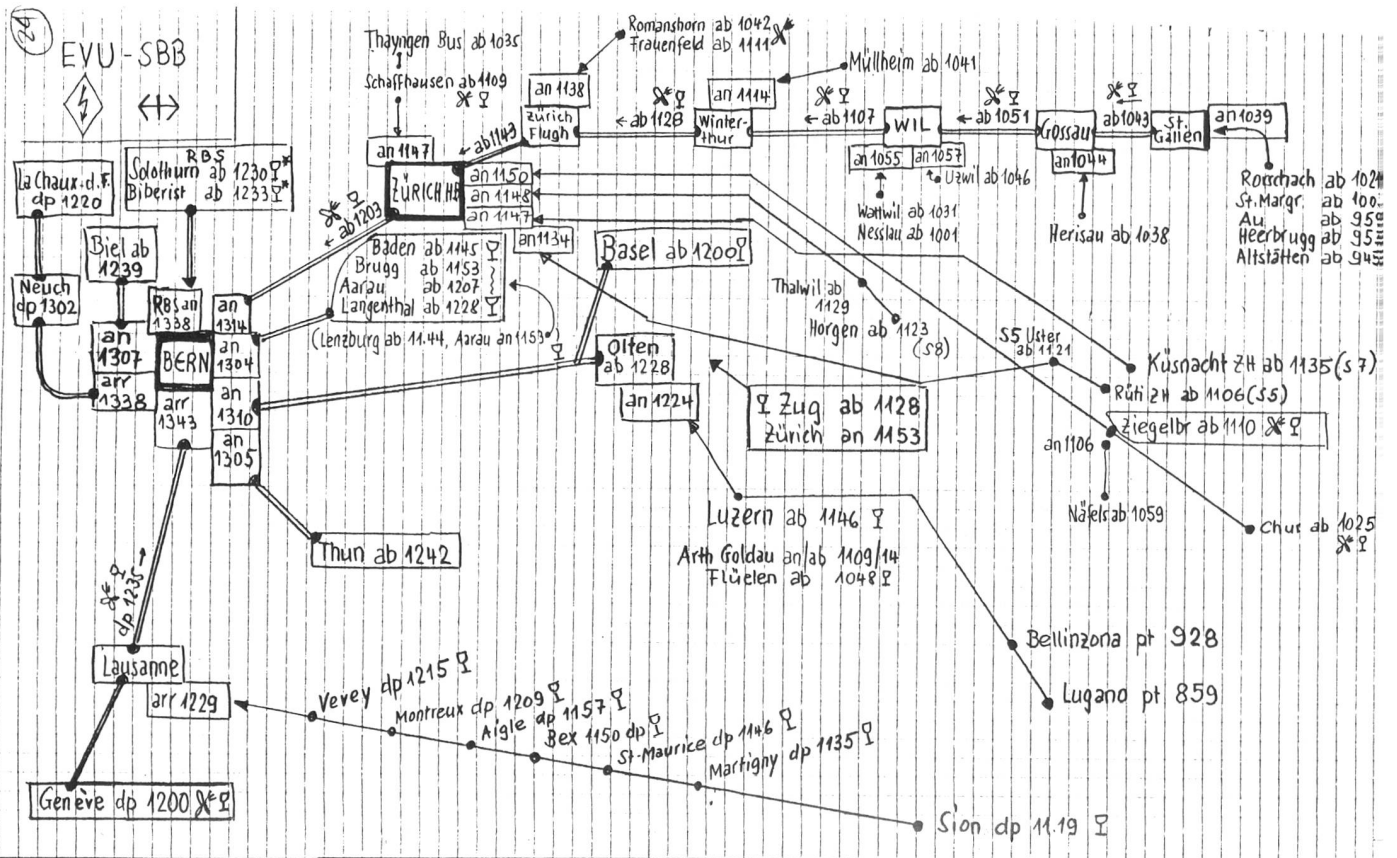 24
EVU-SBB
RBS
Solothurn ab 1230
Biberist ab 1233
La Chaux.d.F.
dp 1220
Biel ab
1239
Neuch
dp 1302
RBS an
1338
an
1314
an
1307
BERN
an
1304
arr
1338
arr
1343
an
1310
an
1305
Thun ab 1242
Thayngen Bus ab 1035
Schaffhausen ab 1109
an 1147
ZÜRICH HB
an 1150
an 1148
an 1147
an 1134
ab 1203
ab 1143
Romanshorn ab 1042
Frauenfeld ab 1111
an 1138
Zürich
Flugh
ab 1128
Müllheim ab 1041
an 1114
Winter-
thur
ab 1107
WIL
an 1055
an 1057
Uzwil ab 1046
Wattwil ab 1031
Nesslau ab 1001
ab 1051
Gossau
an 1044
Herisau ab 1038
ab 1043
St.
Gallen
an 1039
Rorschach ab
St. Margr. ab
Au ab
Heerbrugg ab
Altstätten ab
Baden ab 1145
Brugg ab 1153
Aarau ab 1207
Langenthal ab 1228
(Lenzburg ab 11.44, Aarau an 1153
Basel ab 1200
Olten
ab 1228
an 1224
Thalwil ab
1129
Horgen ab 1123
(S8)
S5 Uster
ab 1121
Küsnacht ZH ab 1135 (S7)
Rüti ZH ab 1106 (S5)
Ziegelbr ab 1110
an 1106
Näfels ab 1059
Chur ab 1025
Zug ab 1128
Zürich an 1153
Luzern ab 1146
Arth Goldau an/ab 1109/14
Flüelen ab 1048
Bellinzona pt 928
Lugano pt 859
dp 1235
Lausanne
arr 1229
Vevey dp 1215
Montreux dp 1209
Aigle dp 1157
Bex 1150 dp
St-Maurice dp 1146
Martigny dp 1135
Sion dp 11.19
Genève dp 1200